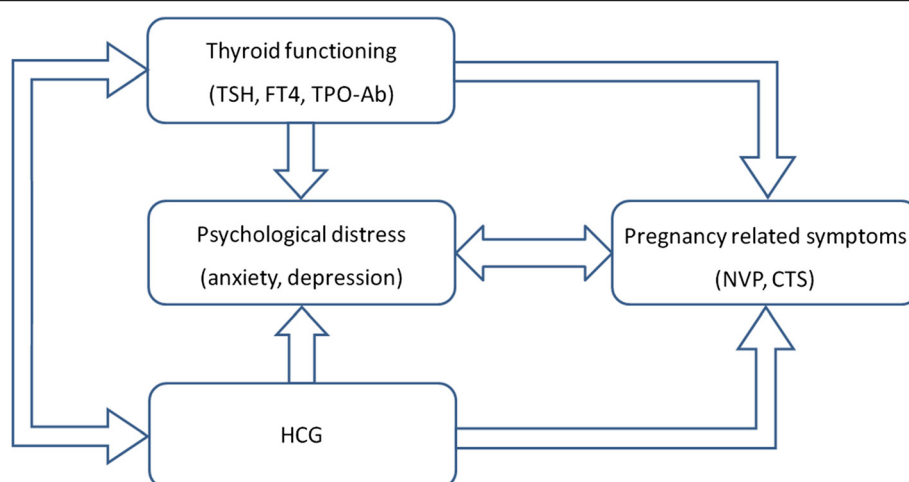 Thyroid functioning
(TSH, FT4, TPO-Ab)
Psychological distress
(anxiety, depression)
Pregnancy related symptoms
(NVP, CTS)
HCG